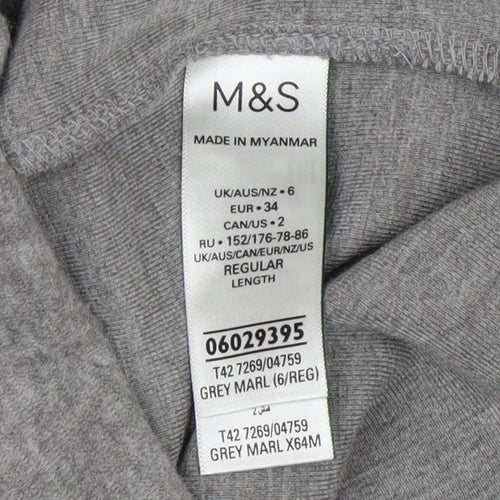 M&S
MADE IN MYANMAR
UK/AUS/NZ • 6
EUR • 34
CAN/US • 2
RU • 152/176-78-86
UK/AUS/CAN/EUR/NZ/US
REGULAR
LENGTH
06029395
T42 7269/04759
GREY MARL (6/REG)
T42 7269/04759
GREY MARL X64M